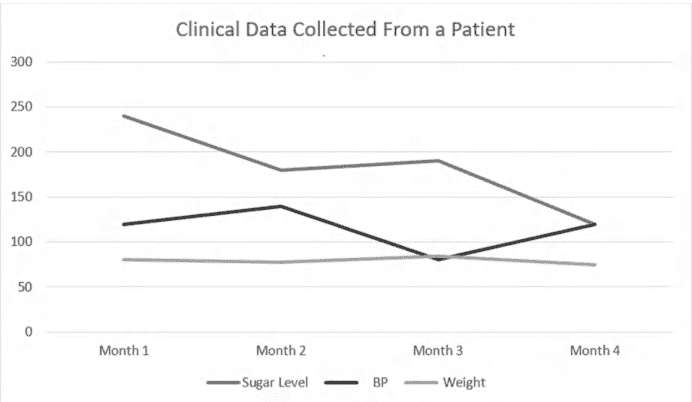 Clinical Data Collected From a Patient
300
250
200
150
100
50
0
Month 1 Month 2 Month 3 Month 4
Sugar Level BP Weight